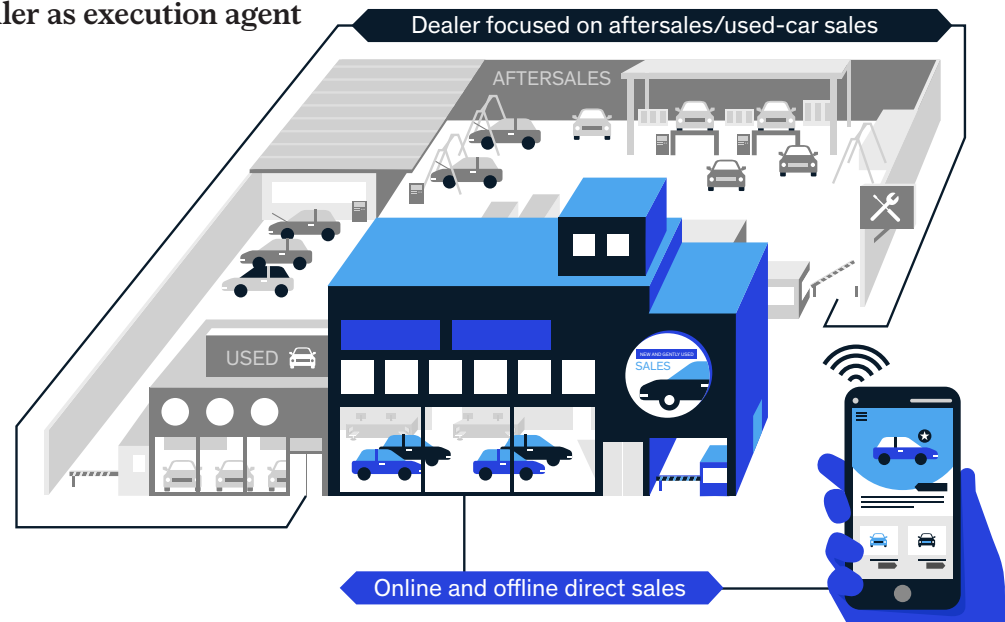 ler as execution agent
Dealer focused on aftersales/used-car sales
AFTERSALES
USED
NEW AND GENTLY USED
SALES
Online and offline direct sales